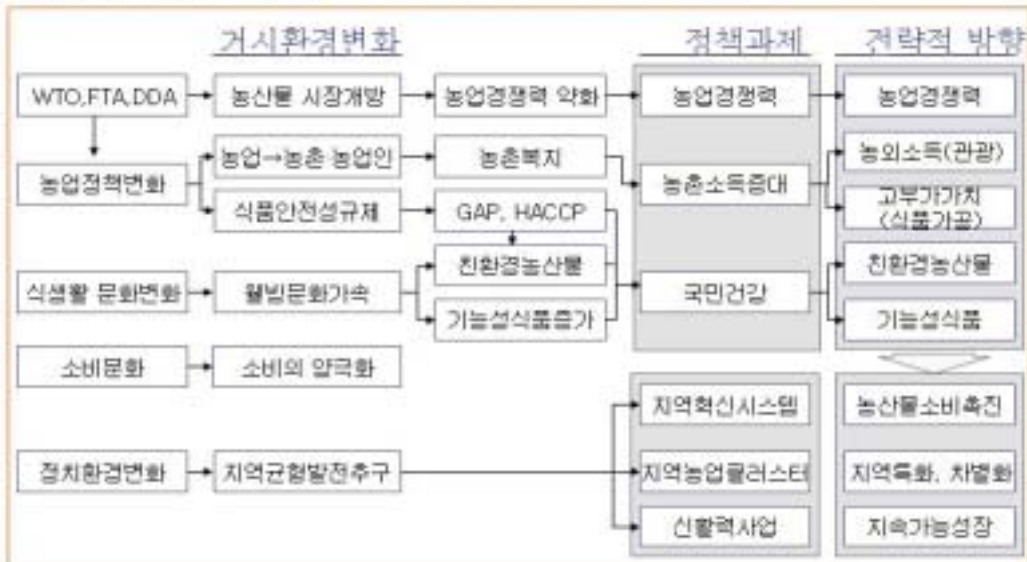 거시환경변화 정책과제 전략적 방향
WTO,FTA,DDA 농산물 시장개방 농업경쟁력 약화 농업경쟁력 농업경쟁력
농업정책변화 농업→농촌 농업인 농촌복지 농촌소득증대 농외소득(관광)
식품안전성규제 GAP, HACCP 고부가가치
(식품가공)
식생활 문화변화 웰빙문화가속 친환경농산물 국민건강 친환경농산물
기능성식품증가 기능성식품
소비문화 소비의 양극화
지역혁신시스템 농산물소비촉진
정치환경변화 지역균형발전추구 지역농업클러스터 지역특화, 차별화
신활력사업 지속가능성장